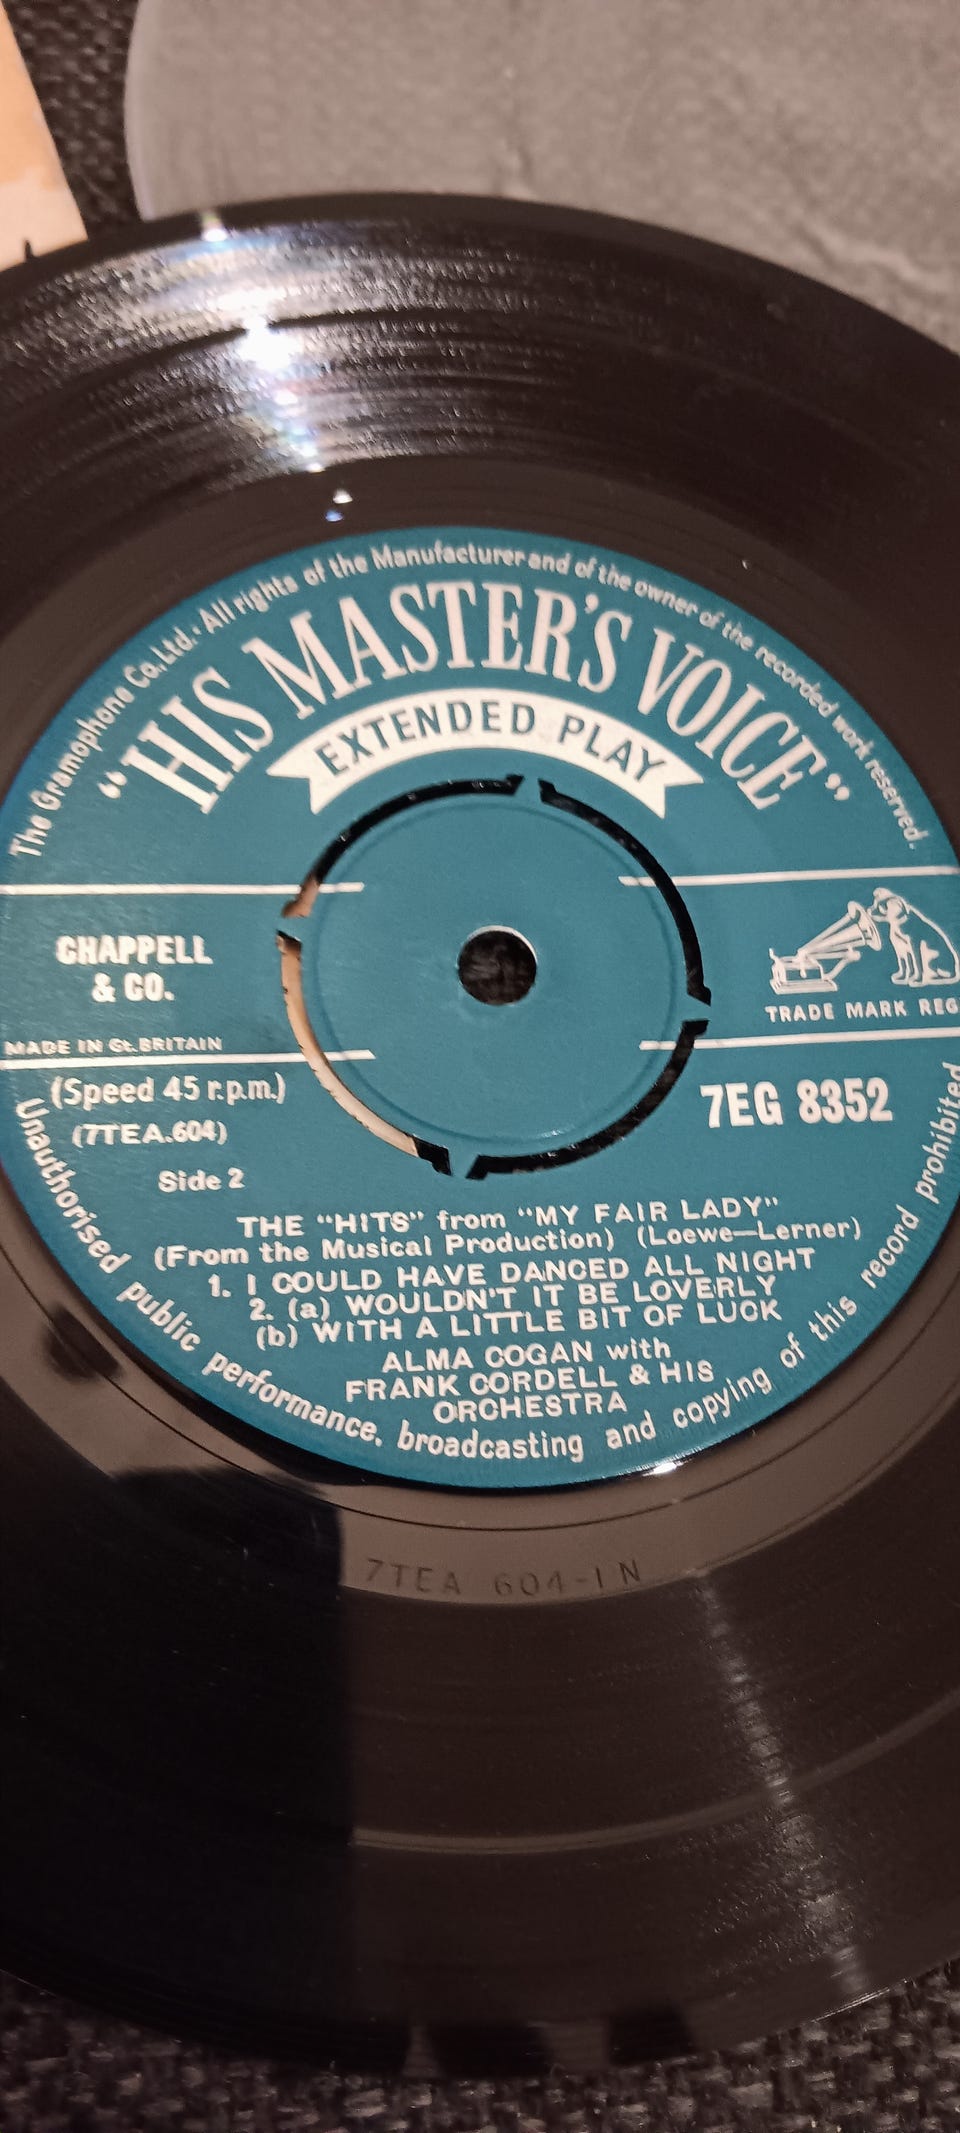 The Gramophone Co. Ltd. · All rights of the Manufacturer and of the owner of the recorded work reserved.
"HIS MASTER'S VOICE"
EXTENDED PLAY
CHAPPELL
& CO.
TRADE MARK REG
MADE IN Gt. BRITAIN
(Speed 45 r.p.m.)
(7TEA.604)
Side 2
7EG 8352
THE "HITS" from "MY FAIR LADY"
(From the Musical Production) (Loewe—Lerner)
1. I COULD HAVE DANCED ALL NIGHT
2. (a) WOULDN'T IT BE LOVERLY
(b) WITH A LITTLE BIT OF LUCK
ALMA COGAN with
FRANK CORDELL & HIS
ORCHESTRA
Unauthorised public performance, broadcasting and copying of this record prohibited
7TEA 604-1N